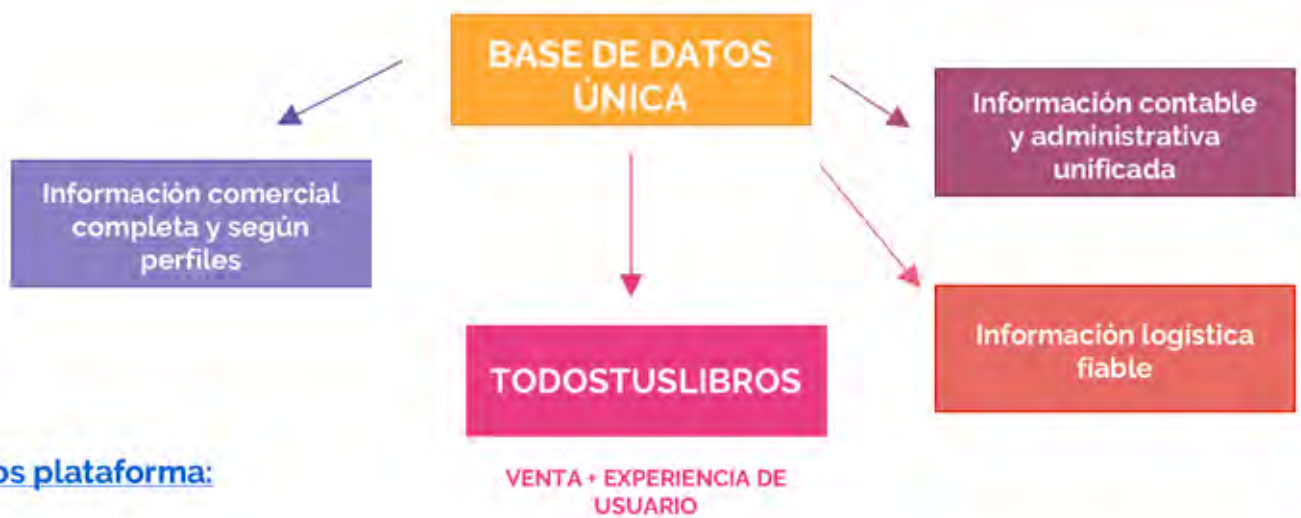 BASE DE DATOS
ÚNICA
Información comercial
completa y según
perfiles
Información contable
y administrativa
unificada
Información logística
fiable
TODOSTUSLIBROS
VENTA + EXPERIENCIA DE
USUARIO
os plataforma: